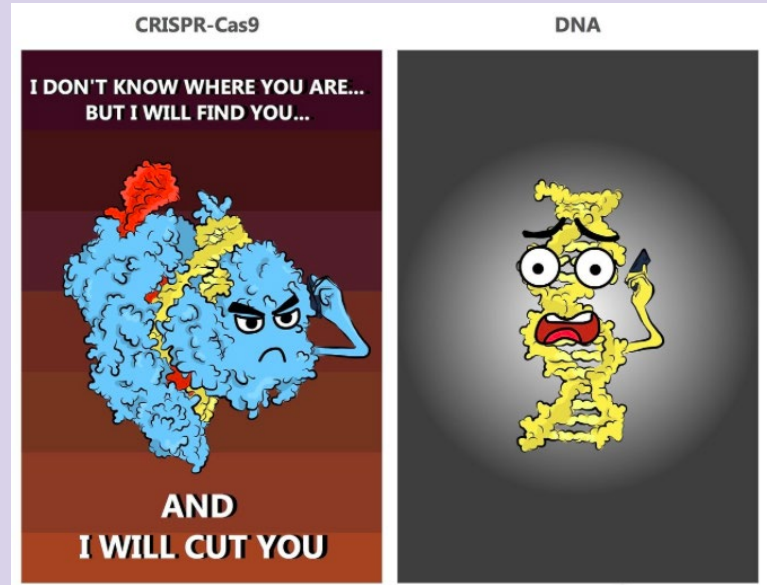 CRISPR-Cas9
I DON'T KNOW WHERE YOU ARE...
BUT I WILL FIND YOU...
AND
I WILL CUT YOU
DNA